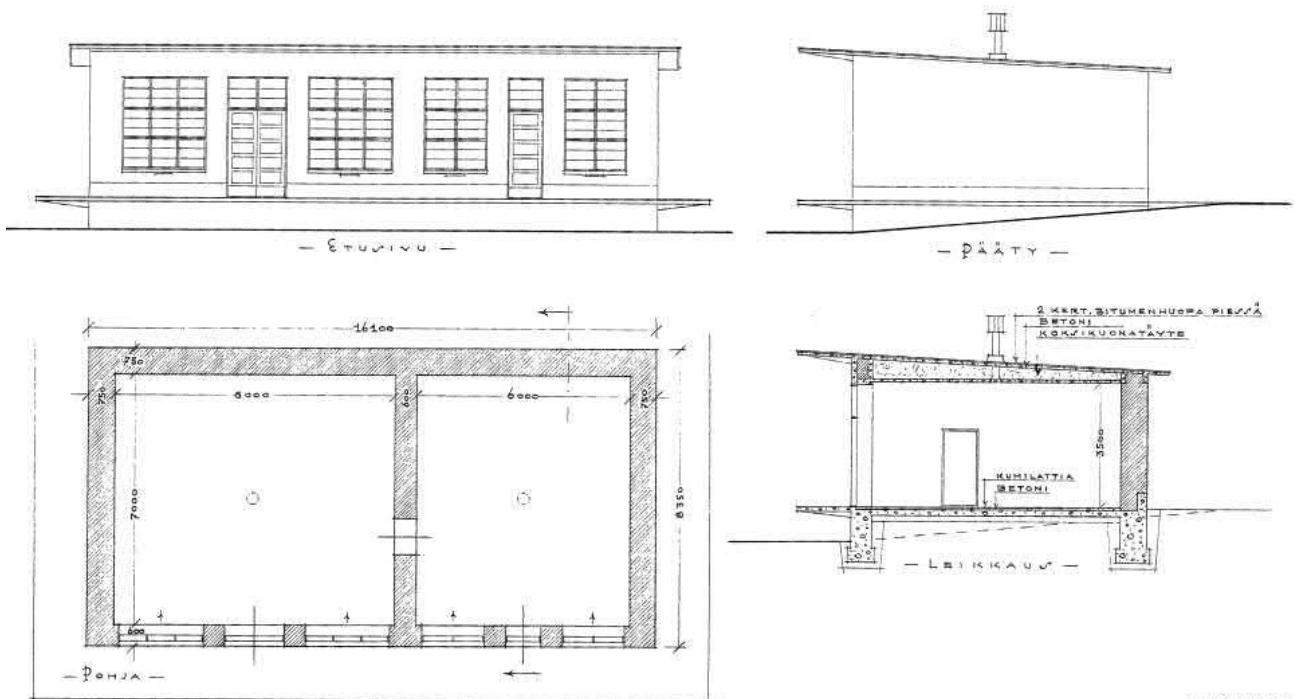 — ETUSIVU —
— PÄÄTY —
16100
750
750
8000
600
6000
750
7000
8350
600
— POHJA —
2 KERT. BITUMENHUOPA PIESSÄ
BETONI
KOKSIKUONATÄYTE
3500
KUMILATTIA
BETONI
— LEIKKAUS —